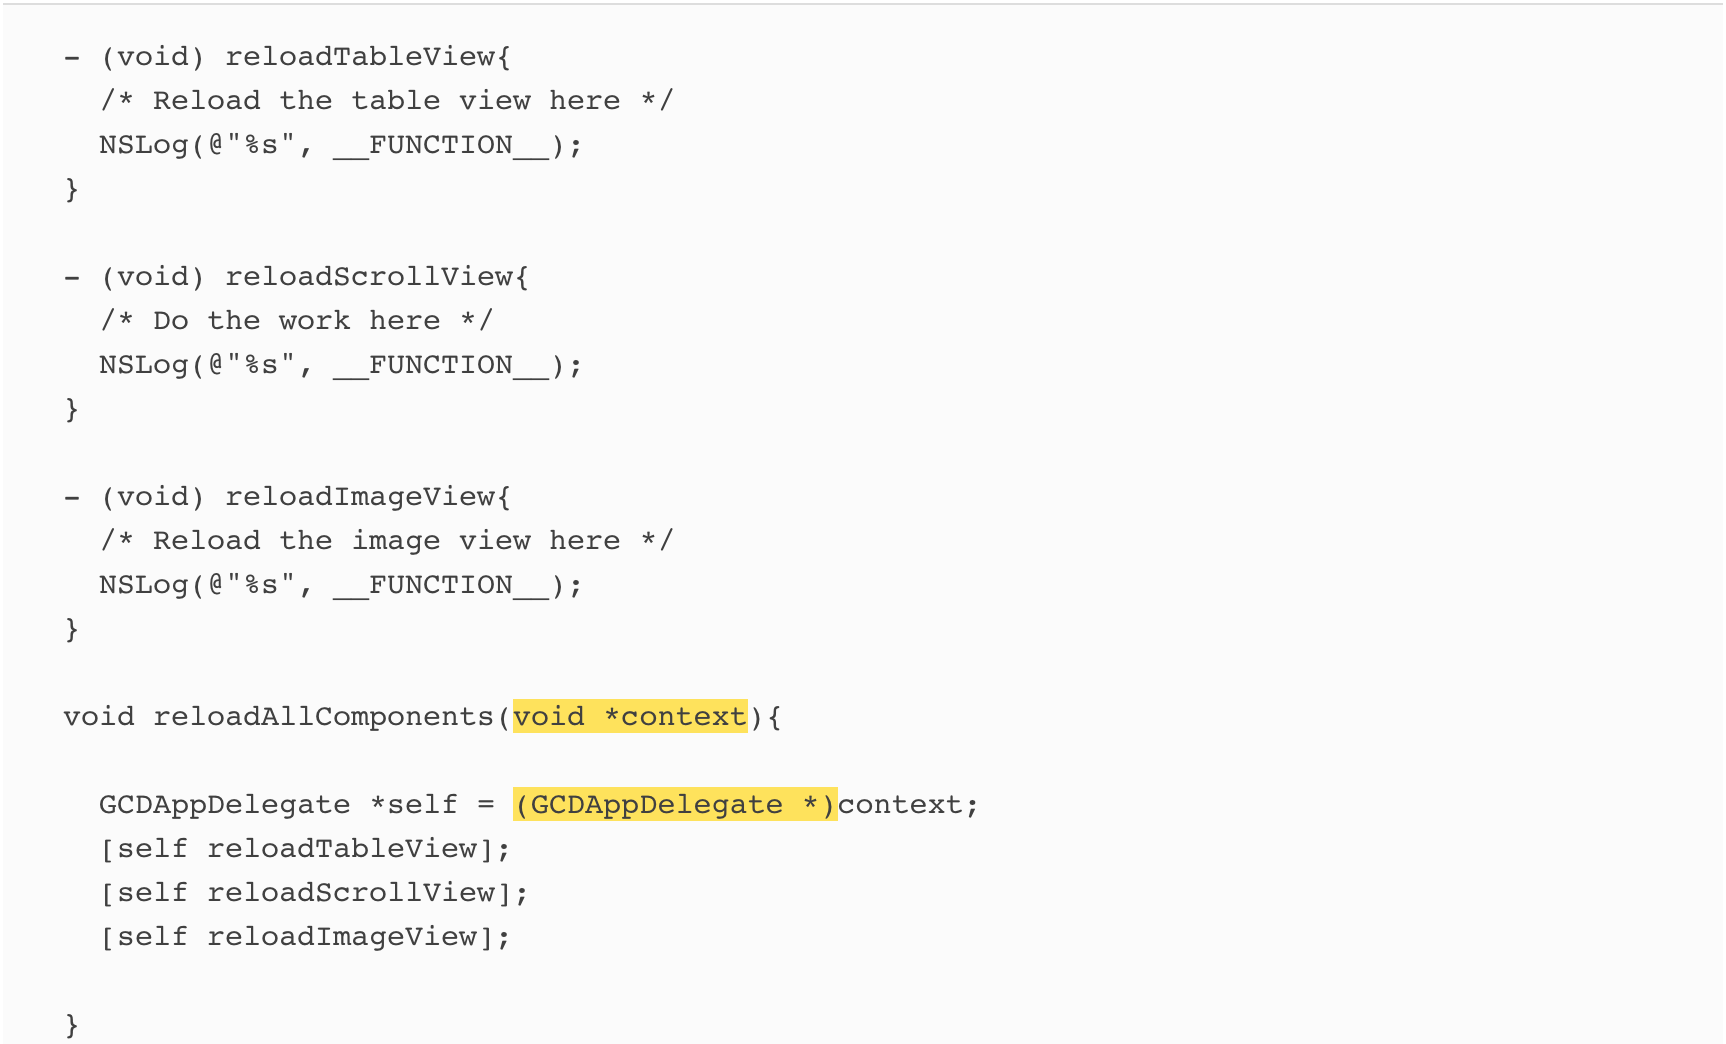 - (void) reloadTableView{
  /* Reload the table view here */
  NSLog(@"%s", __FUNCTION__);
}

- (void) reloadScrollView{
  /* Do the work here */
  NSLog(@"%s", __FUNCTION__);
}

- (void) reloadImageView{
  /* Reload the image view here */
  NSLog(@"%s", __FUNCTION__);
}

void reloadAllComponents(void *context){

  GCDAppDelegate *self = (GCDAppDelegate *)context;
  [self reloadTableView];
  [self reloadScrollView];
  [self reloadImageView];

}